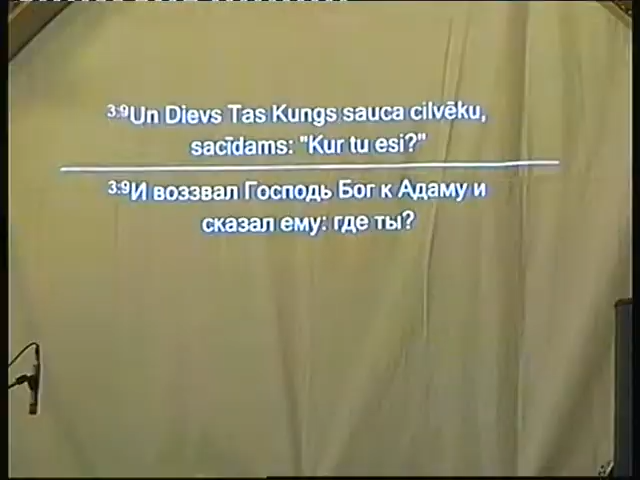 3:9Un Dievs Tas Kungs sauca cilvēku,
sacīdams: "Kur tu esi?"
3:9И воззвал Господь Бог к Адаму и
сказал ему: где ты?